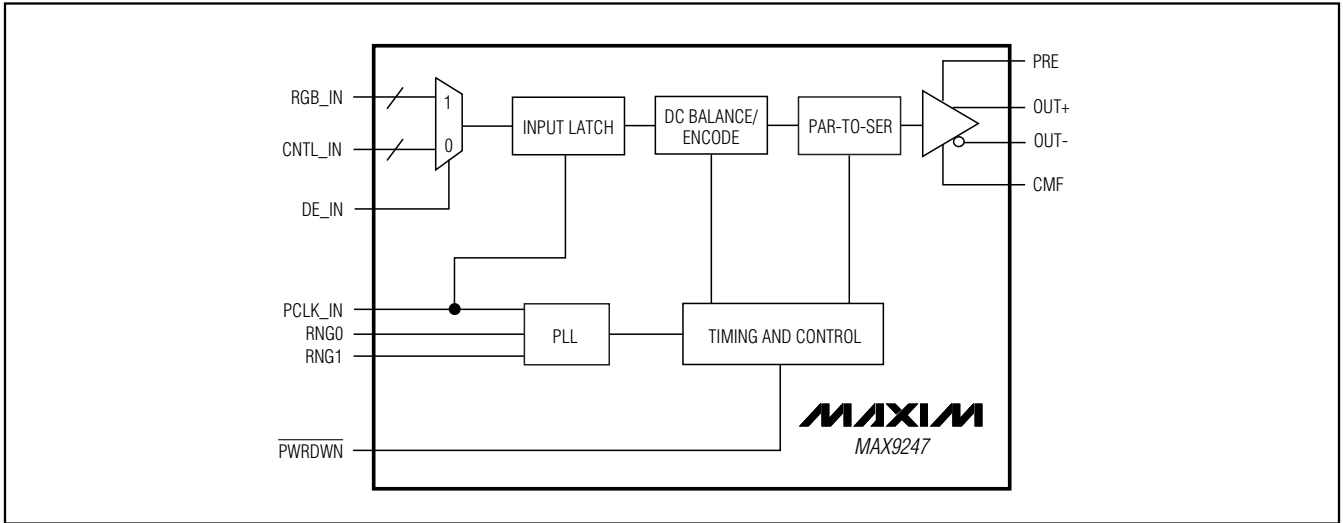 RGB_IN
CNTL_IN
DE_IN
PCLK_IN
RNG0
RNG1
PWRDWN
1
0
INPUT LATCH
DC BALANCE/
ENCODE
PAR-TO-SER
PLL
TIMING AND CONTROL
PRE
OUT+
OUT-
CMF
MAXIM
MAX9247